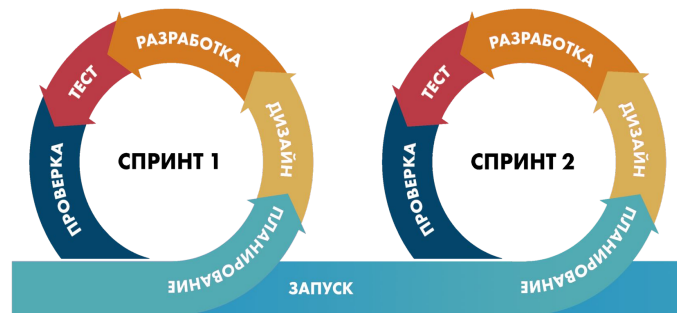 РАЗРАБОТКА
ТЕСТ
ДИЗАЙН
СПРИНТ 1
ПРОВЕРКА
ПЛАНИРОВАНИЕ
ЗАПУСК
РАЗРАБОТКА
ТЕСТ
ДИЗАЙН
СПРИНТ 2
ПРОВЕРКА
ПЛАНИРОВАНИЕ